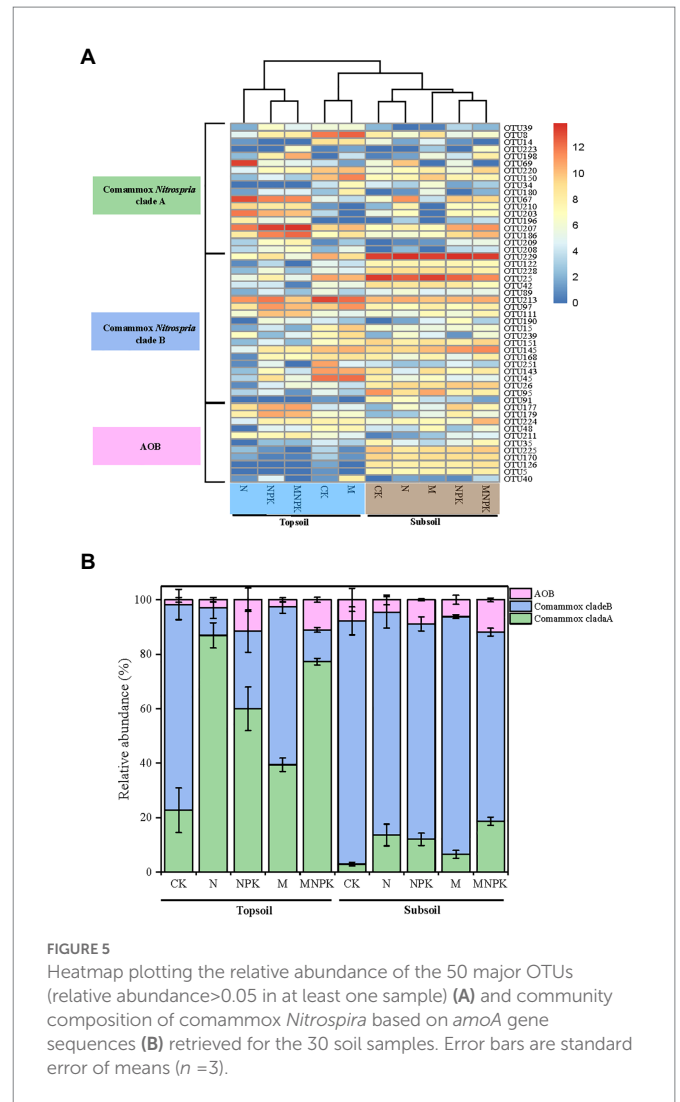 A
OTU39
OTU8
OTU14
OTU223
OTU198
OTU69
OTU220
OTU150
OTU34
OTU180
OTU67
OTU210
OTU203
OTU196
OTU207
OTU186
OTU209
OTU208
OTU229
OTU122
OTU228
OTU25
OTU42
OTU89
OTU213
OTU97
OTU111
OTU190
OTU15
OTU239
OTU151
OTU145
OTU168
OTU251
OTU143
OTU45
OTU26
OTU95
OTU91
OTU177
OTU179
OTU224
OTU48
OTU211
OTU35
OTU225
OTU170
OTU126
OTU5
OTU40
12
10
8
6
4
2
0
Comammox Nitrospria
clade A
Comammox Nitrospria
clade B
AOB
N NPK MNPK CK M CK N M NPK MNPK
Topsoil Subsoil
B
AOB
Comammox cladeB
Comammox cladaA
Relative abundance (%)
100
80
60
40
20
0
CK N NPK M MNPK CK N NPK M MNPK
Topsoil Subsoil
FIGURE 5
Heatmap plotting the relative abundance of the 50 major OTUs
(relative abundance>0.05 in at least one sample) (A) and community
composition of comammox Nitrospira based on amoA gene
sequences (B) retrieved for the 30 soil samples. Error bars are standard
error of means (n =3).